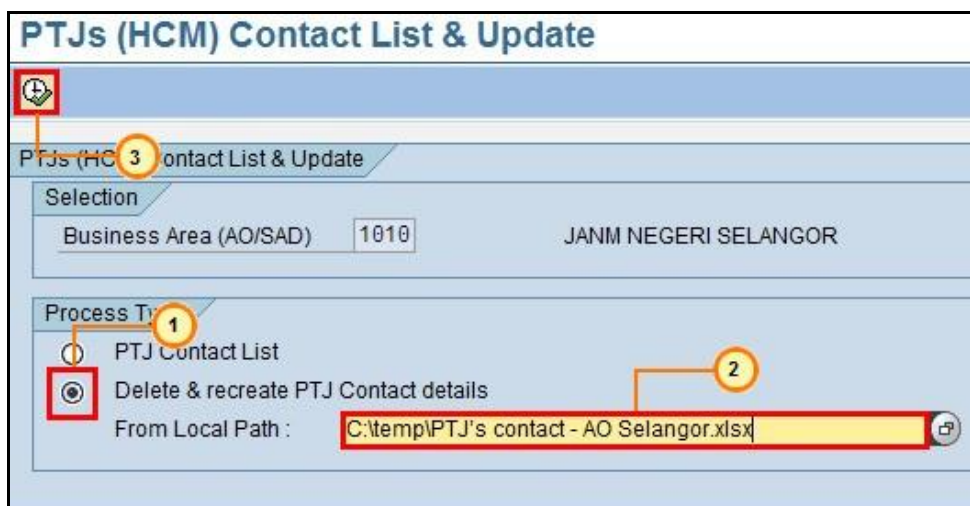 PTJs (HCM) Contact List & Update
3
PTJs (HC ontact List & Update
Selection
Business Area (AO/SAD) 1010 JANM NEGERI SELANGOR
Process Ty
1
PTJ Contact List
2
Delete & recreate PTJ Contact details
From Local Path : C:\temp\PTJ's contact - AO Selangor.xlsx